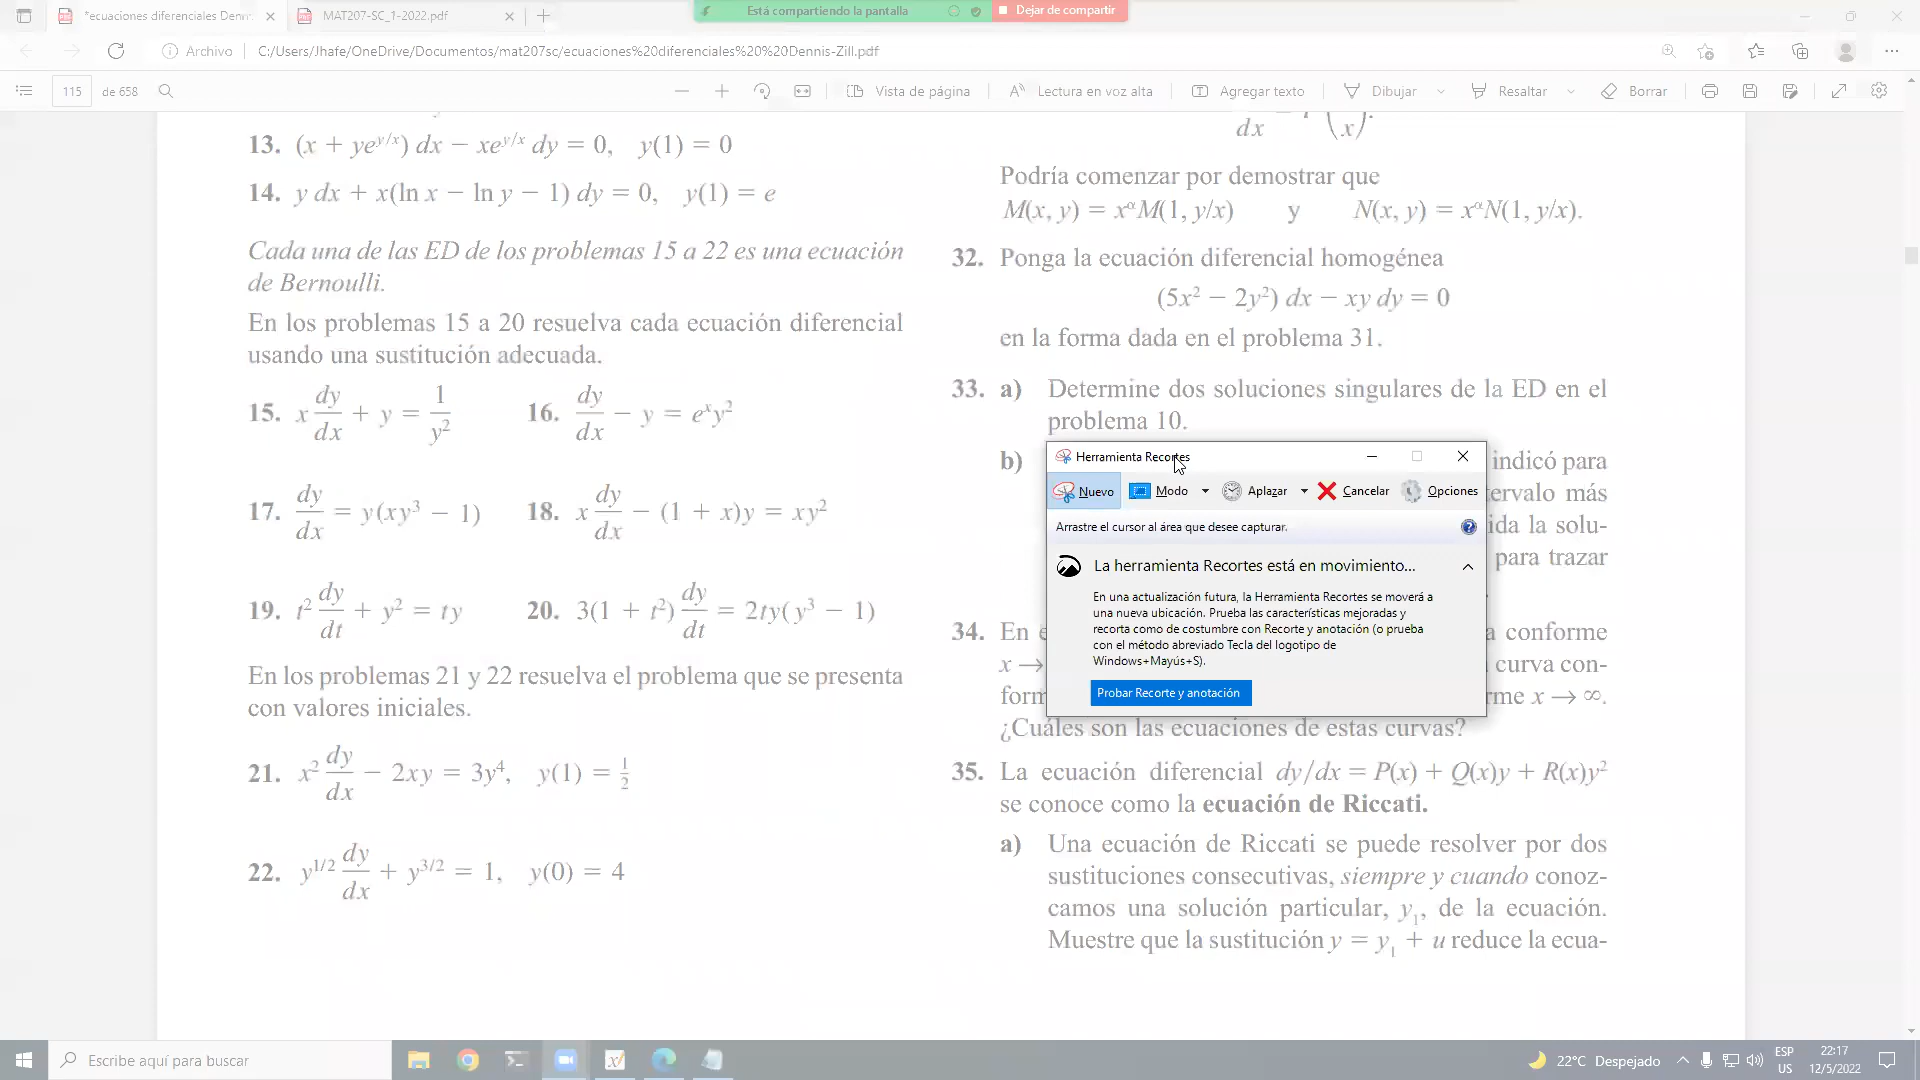 *ecuaciones diferenciales Denn
MAT207-SC_1-2022.pdf
Está compartiendo la pantalla
Dejar de compartir
Archivo
C:/Users/Jhafe/OneDrive/Documentos/mat207sc/ecuaciones%20diferenciales%20%20Dennis-Zill.pdf
115 de 658
Vista de página
Lectura en voz alta
Agregar texto
Dibujar
Resaltar
Borrar
13. (x + ye^{y/x}) dx − xe^{y/x} dy = 0, y(1) = 0
14. y dx + x(ln x − ln y − 1) dy = 0, y(1) = e
Cada una de las ED de los problemas 15 a 22 es una ecuación
de Bernoulli.
En los problemas 15 a 20 resuelva cada ecuación diferencial
usando una sustitución adecuada.
15. x dy/dx + y = 1/y²
16. dy/dx − y = eˣy²
17. dy/dx = y(xy³ − 1)
18. x dy/dx − (1 + x)y = xy²
19. t² dy/dt + y² = ty
20. 3(1 + t²) dy/dt = 2ty(y³ − 1)
En los problemas 21 y 22 resuelva el problema que se presenta
con valores iniciales.
21. x² dy/dx − 2xy = 3y⁴, y(1) = 1/2
22. y^{1/2} dy/dx + y^{3/2} = 1, y(0) = 4
dx
x
Podría comenzar por demostrar que
M(x, y) = x^αM(1, y/x) y N(x, y) = x^αN(1, y/x).
32. Ponga la ecuación diferencial homogénea
(5x² − 2y²) dx − xy dy = 0
en la forma dada en el problema 31.
33. a) Determine dos soluciones singulares de la ED en el
problema 10.
b) indicó para
ervalo más
ida la solu-
para trazar
34. En e a conforme
x → curva con-
form rme x → ∞.
¿Cuáles son las ecuaciones de estas curvas?
35. La ecuación diferencial dy/dx = P(x) + Q(x)y + R(x)y²
se conoce como la ecuación de Riccati.
a) Una ecuación de Riccati se puede resolver por dos
sustituciones consecutivas, siempre y cuando conoz-
camos una solución particular, y₁, de la ecuación.
Muestre que la sustitución y = y₁ + u reduce la ecua-
Herramienta Recortes
Nuevo
Modo
Aplazar
Cancelar
Opciones
Arrastre el cursor al área que desee capturar.
La herramienta Recortes está en movimiento...
En una actualización futura, la Herramienta Recortes se moverá a
una nueva ubicación. Prueba las características mejoradas y
recorta como de costumbre con Recorte y anotación (o prueba
con el método abreviado Tecla del logotipo de
Windows+Mayús+S).
Probar Recorte y anotación
Escribe aquí para buscar
22°C Despejado
ESP
US
22:17
12/5/2022